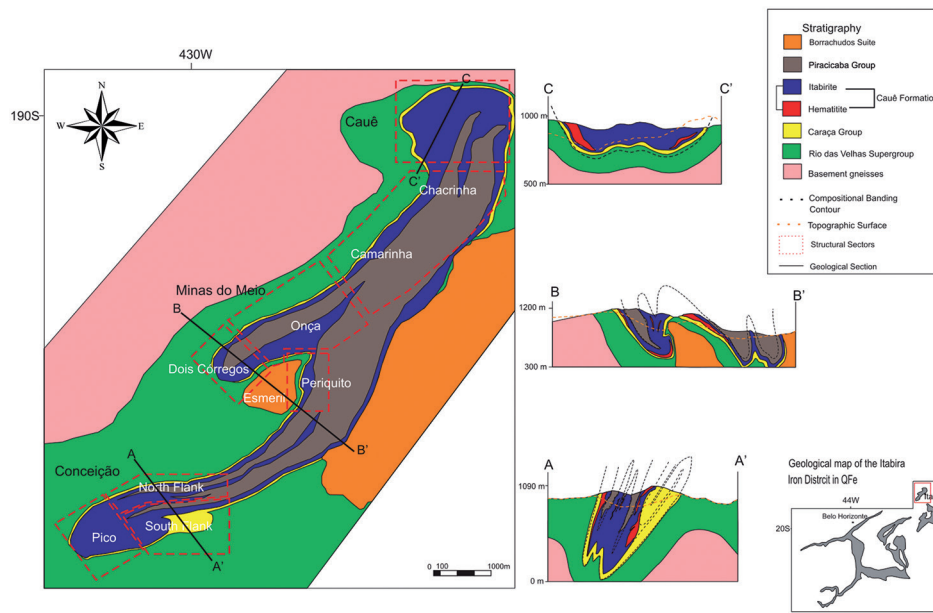 430W
190S
N
W
E
S
Cauê
C
C'
Chacrinha
Camarinha
Minas do Meio
B
Onça
Dois Córregos
Periquito
Esmeril
B'
A
Conceição
North Flank
South Flank
Pico
A'
0 100
1000m
C
C'
1000 m
500 m
B
B'
1200 m
300 m
A
A'
1090 m
0 m
Stratigraphy
Borrachudos Suite
Piracicaba Group
Itabirite
Hematitite
Cauê Formation
Caraça Group
Rio das Velhas Supergroup
Basement gneisses
Compositional Banding
Contour
Topographic Surface
Structural Sectors
Geological Section
Geological map of the Itabira
Iron Distrcit in QFe
44W
Ita
Belo Horizonte
20S